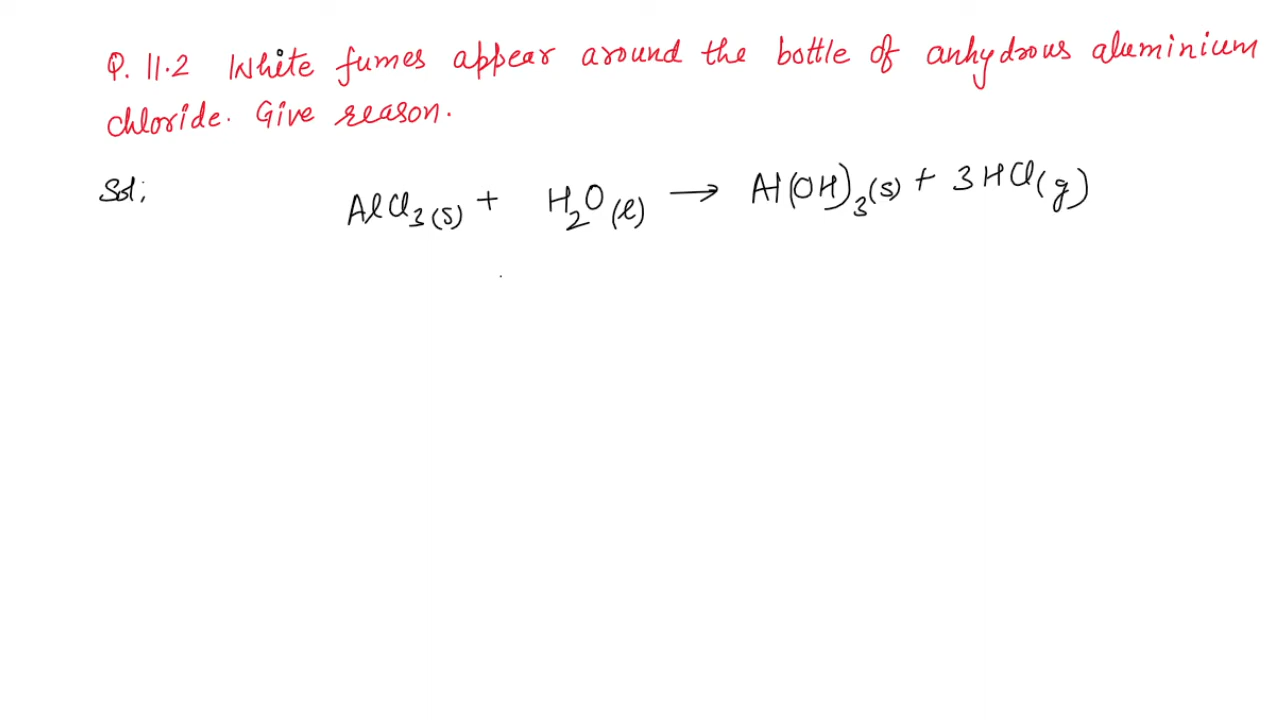 Q. 11.2 White fumes appear around the bottle of anhydrous aluminium
chloride. Give reason.
Sol; AlCl₃(s) + H₂O(l) → Al(OH)₃(s) + 3HCl(g)